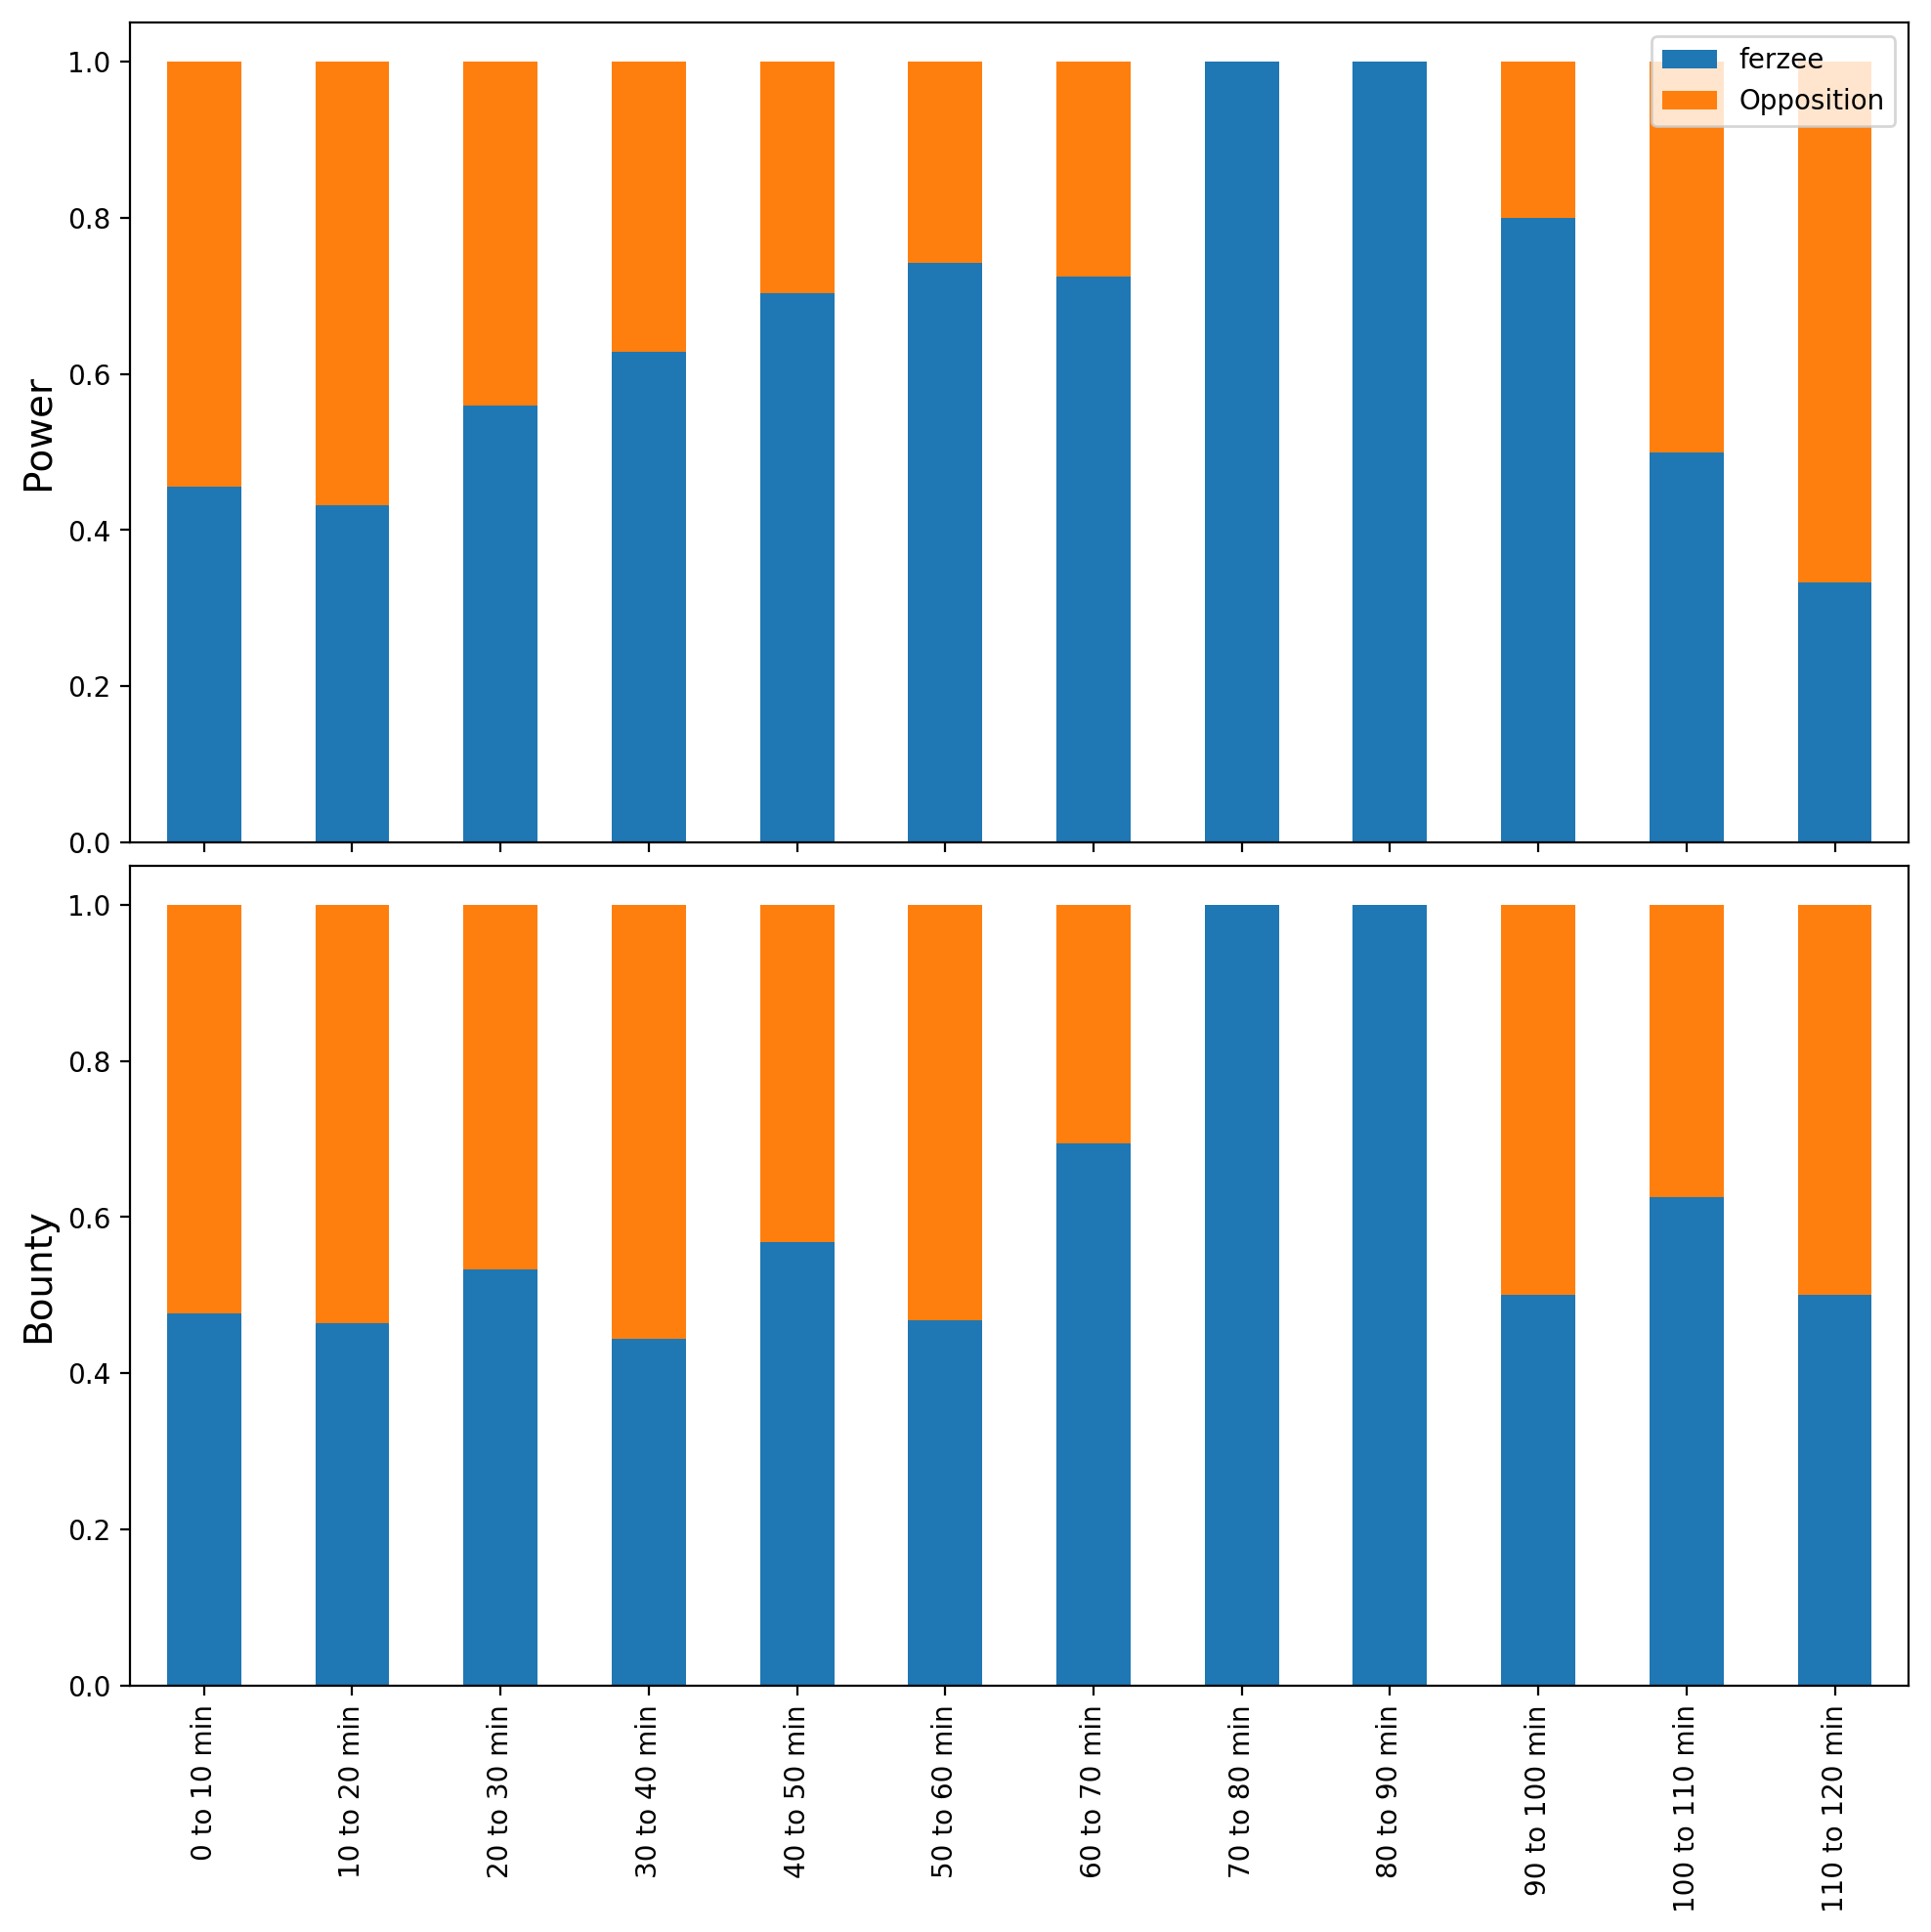 ferzee
Opposition
1.0
0.8
0.6
0.4
0.2
0.0
Power
1.0
0.8
0.6
0.4
0.2
0.0
Bounty
0 to 10 min
10 to 20 min
20 to 30 min
30 to 40 min
40 to 50 min
50 to 60 min
60 to 70 min
70 to 80 min
80 to 90 min
90 to 100 min
100 to 110 min
110 to 120 min